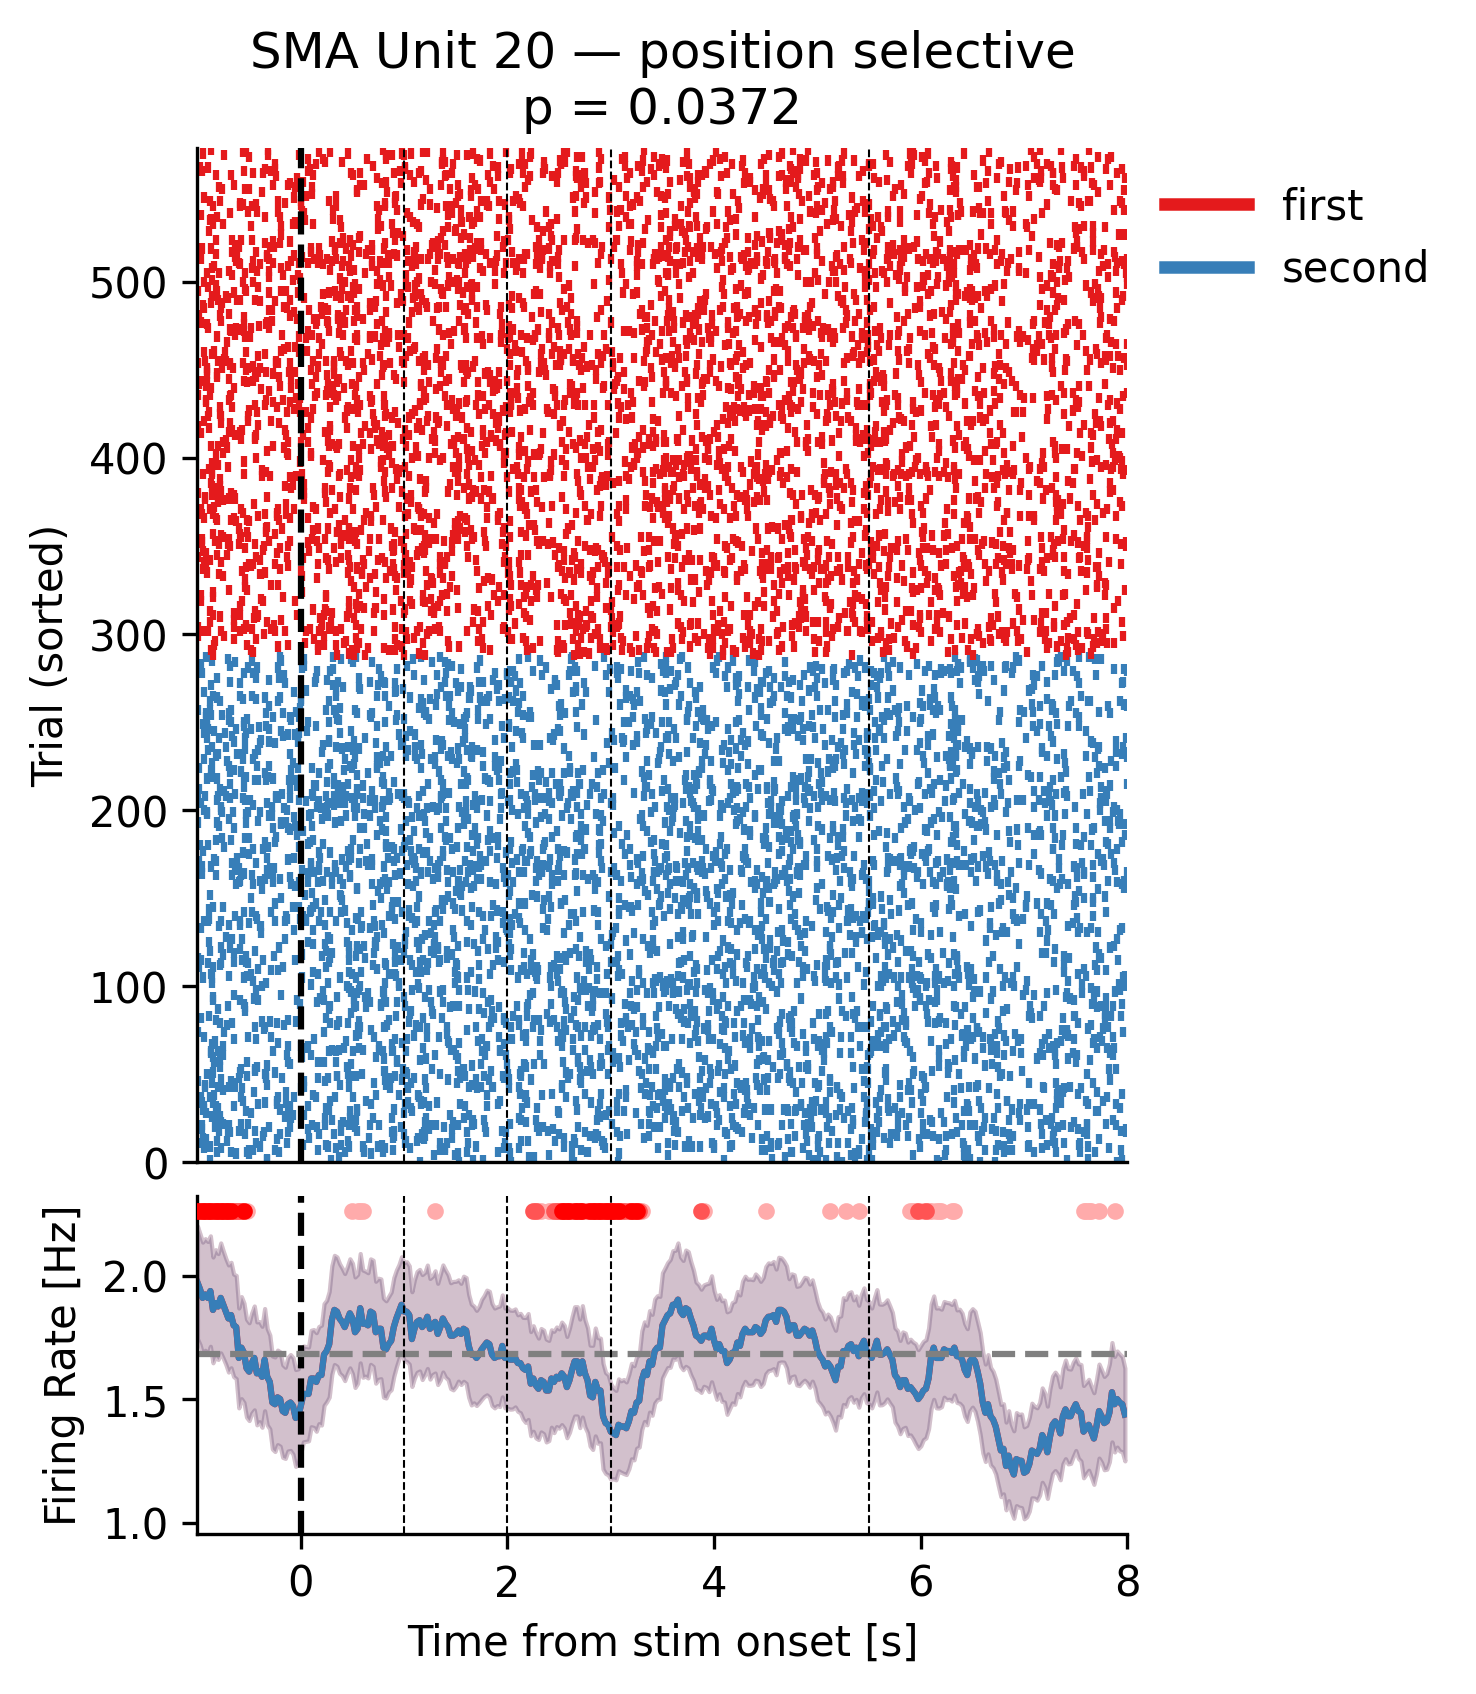 SMA Unit 20 — position selective
p = 0.0372
first
second
Trial (sorted)
500
400
300
200
100
0
Firing Rate [Hz]
2.0
1.5
1.0
0
2
4
6
8
Time from stim onset [s]